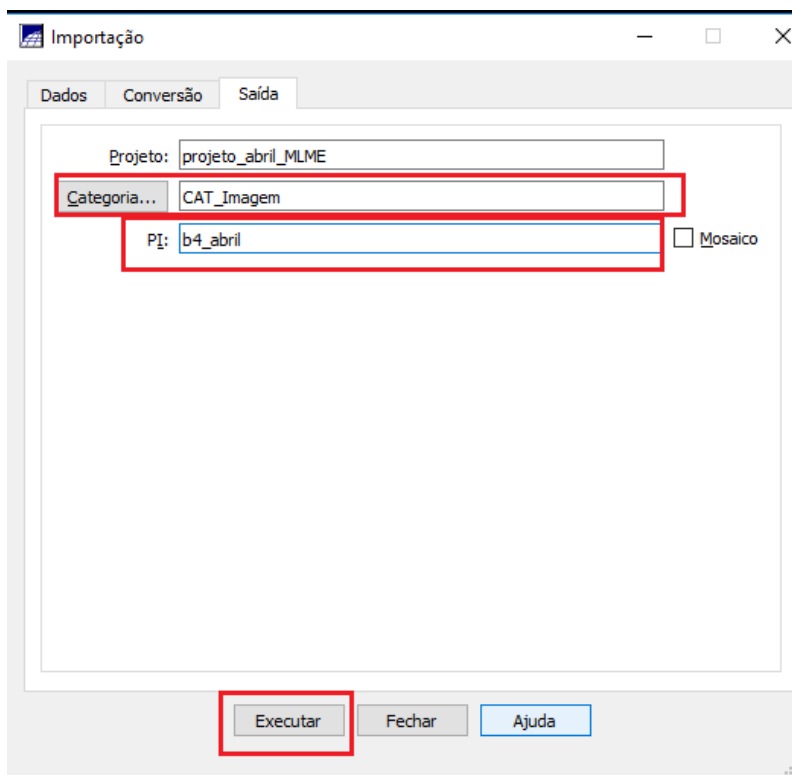 Importação
Dados Conversão Saída
Projeto: projeto_abril_MLME
Categoria... CAT_Imagem
PI: b4_abril Mosaico
Executar Fechar Ajuda